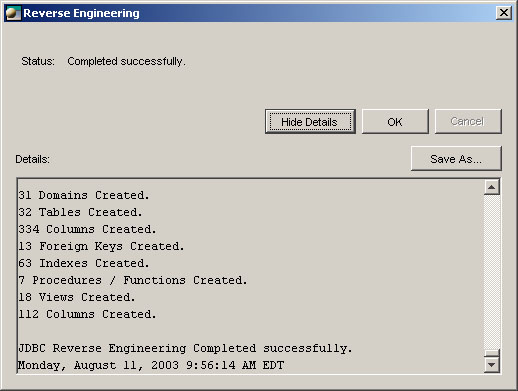 Reverse Engineering
Status: Completed successfully.
Hide Details OK Cancel
Details: Save As...
31 Domains Created.
32 Tables Created.
334 Columns Created.
13 Foreign Keys Created.
63 Indexes Created.
7 Procedures / Functions Created.
18 Views Created.
112 Columns Created.
JDBC Reverse Engineering Completed successfully.
Monday, August 11, 2003 9:56:14 AM EDT